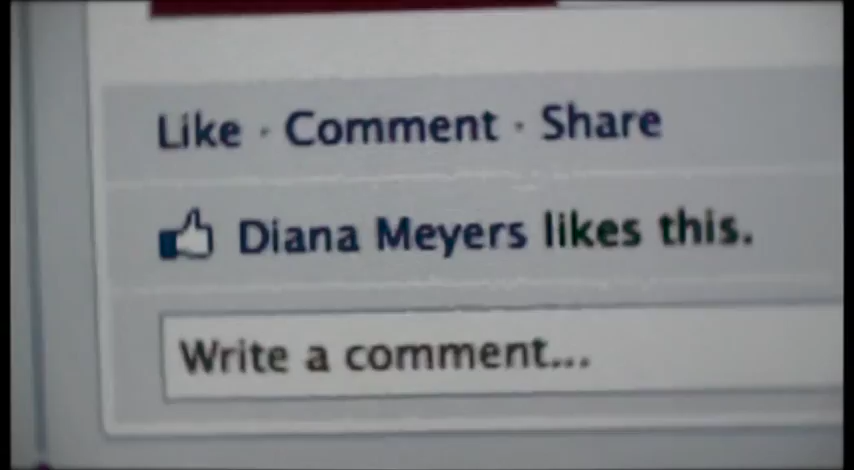 Like · Comment · Share
Diana Meyers likes this.
Write a comment...